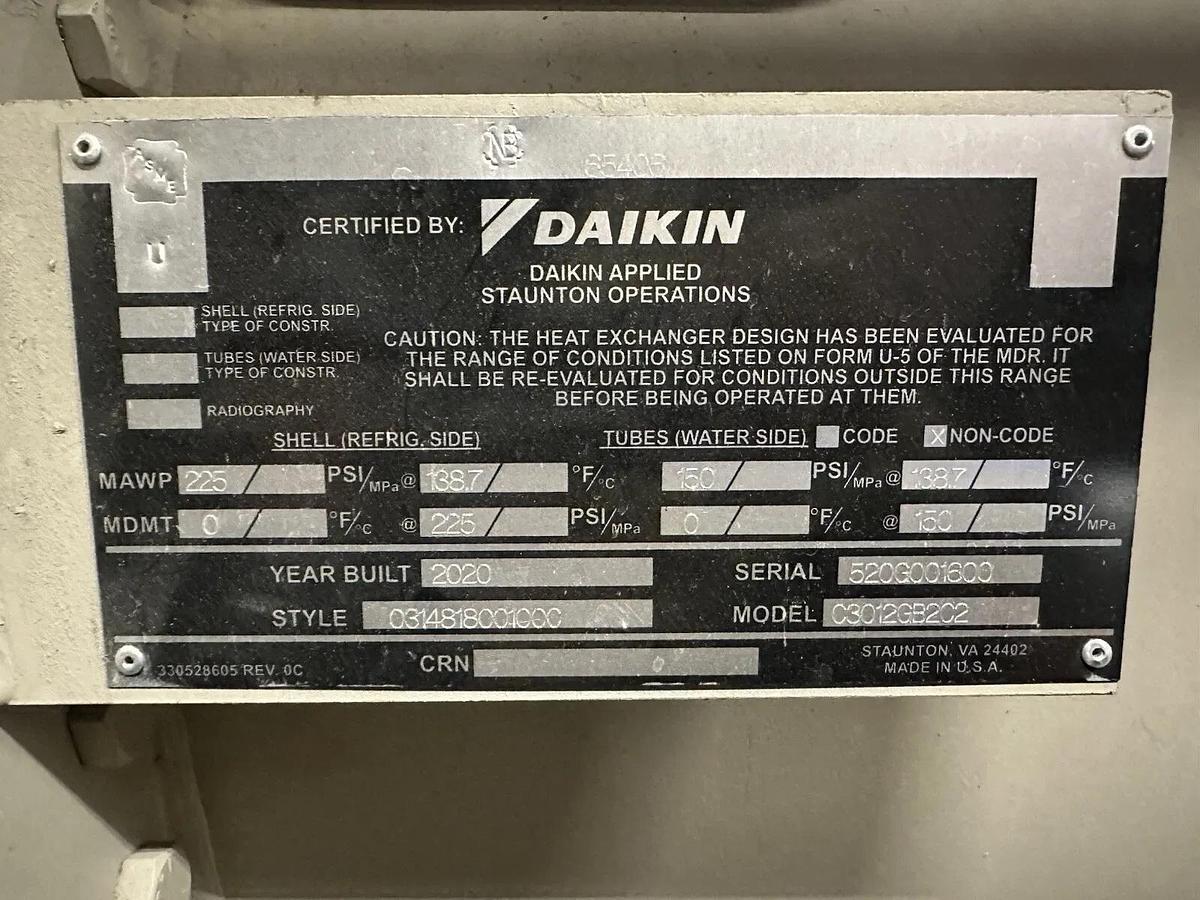 ASME
NB
85408
U
CERTIFIED BY: DAIKIN
DAIKIN APPLIED
STAUNTON OPERATIONS
SHELL (REFRIG. SIDE)
TYPE OF CONSTR.
TUBES (WATER SIDE)
TYPE OF CONSTR.
RADIOGRAPHY
CAUTION: THE HEAT EXCHANGER DESIGN HAS BEEN EVALUATED FOR
THE RANGE OF CONDITIONS LISTED ON FORM U-5 OF THE MDR. IT
SHALL BE RE-EVALUATED FOR CONDITIONS OUTSIDE THIS RANGE
BEFORE BEING OPERATED AT THEM.
SHELL (REFRIG. SIDE) TUBES (WATER SIDE) CODE X NON-CODE
MAWP 225 / PSI/MPa @ 138.7 / °F/°C 150 / PSI/MPa @ 138.7 / °F/°C
MDMT 0 / °F/°C @ 225 / PSI/MPa 0 / °F/°C @ 150 / PSI/MPa
YEAR BUILT 2020 SERIAL 520G001600
STYLE MODEL C3012GB2C2
CRN 0
330528605 REV. 0C
STAUNTON, VA 24402
MADE IN U.S.A.